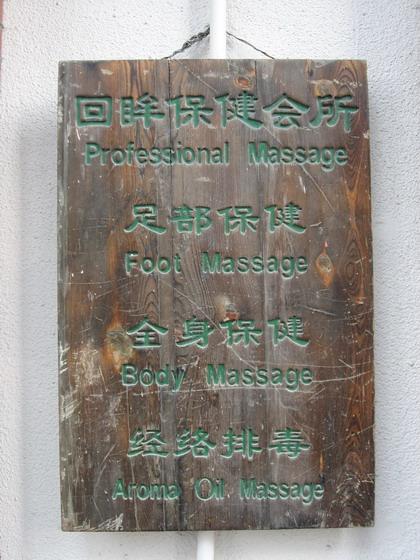 回眸保健会所
Professional Massage
足部保健
Foot Massage
全身保健
Body Massage
经络排毒
Aroma Oil Massage